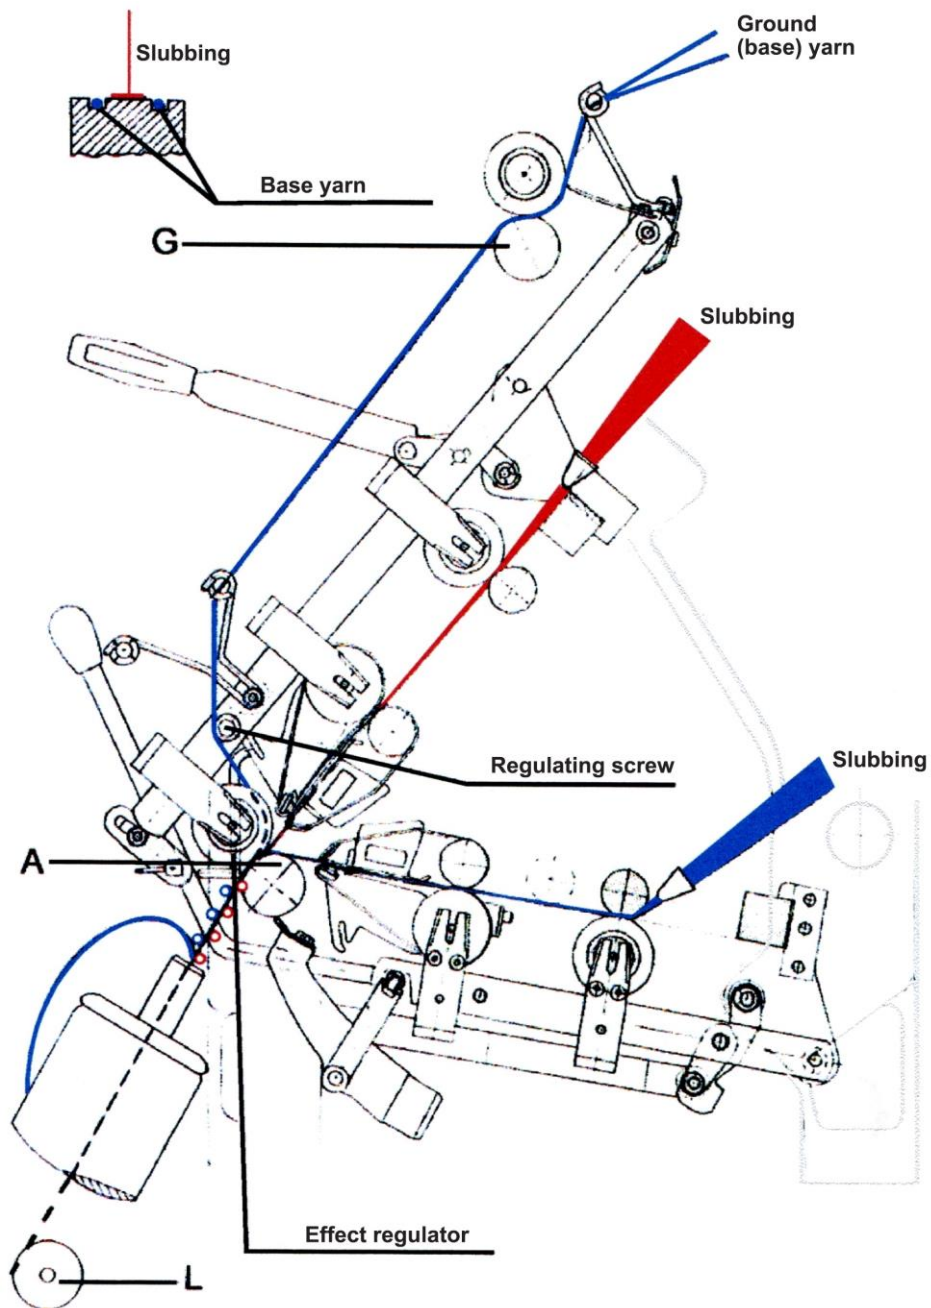 Ground
(base) yarn
Slubbing
Base yarn
G
Slubbing
Regulating screw
Slubbing
A
Effect regulator
L